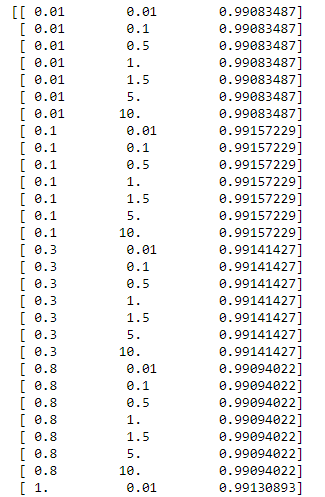 [[ 0.01 0.01 0.99083487]
[ 0.01 0.1 0.99083487]
[ 0.01 0.5 0.99083487]
[ 0.01 1. 0.99083487]
[ 0.01 1.5 0.99083487]
[ 0.01 5. 0.99083487]
[ 0.01 10. 0.99083487]
[ 0.1 0.01 0.99157229]
[ 0.1 0.1 0.99157229]
[ 0.1 0.5 0.99157229]
[ 0.1 1. 0.99157229]
[ 0.1 1.5 0.99157229]
[ 0.1 5. 0.99157229]
[ 0.1 10. 0.99157229]
[ 0.3 0.01 0.99141427]
[ 0.3 0.1 0.99141427]
[ 0.3 0.5 0.99141427]
[ 0.3 1. 0.99141427]
[ 0.3 1.5 0.99141427]
[ 0.3 5. 0.99141427]
[ 0.3 10. 0.99141427]
[ 0.8 0.01 0.99094022]
[ 0.8 0.1 0.99094022]
[ 0.8 0.5 0.99094022]
[ 0.8 1. 0.99094022]
[ 0.8 1.5 0.99094022]
[ 0.8 5. 0.99094022]
[ 0.8 10. 0.99094022]
[ 1. 0.01 0.99130893]